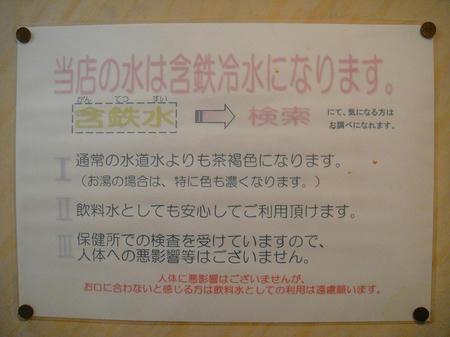 当店の水は含鉄冷水になります。
がん てつ すい
含鉄水 ⇨ 検索 にて、気になる方は
お調べになれます。
Ⅰ 通常の水道水よりも茶褐色になります。
(お湯の場合は、特に色も濃くなります。)
Ⅱ 飲料水としても安心してご利用頂けます。
Ⅲ 保健所での検査を受けていますので、
人体への悪影響等はございません。
人体に悪影響はございませんが、
お口に合わないと感じる方は飲料水としての利用は遠慮願います。